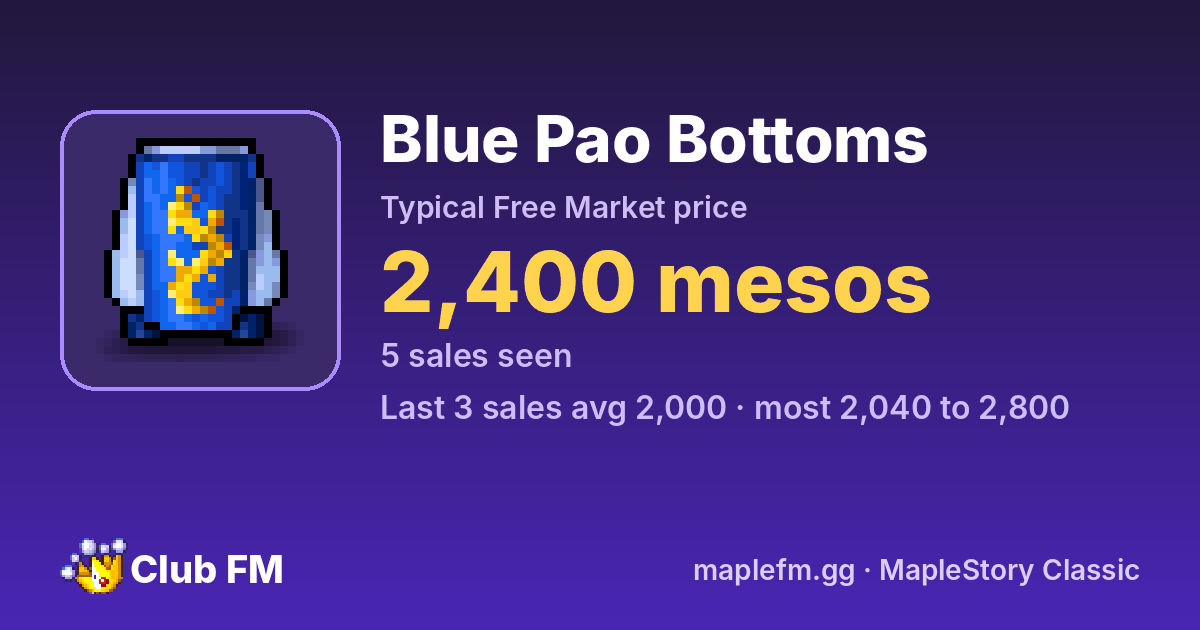 Blue Pao Bottoms
Typical Free Market price
2,400 mesos
5 sales seen
Last 3 sales avg 2,000 · most 2,040 to 2,800
Club FM
maplefm.gg · MapleStory Classic